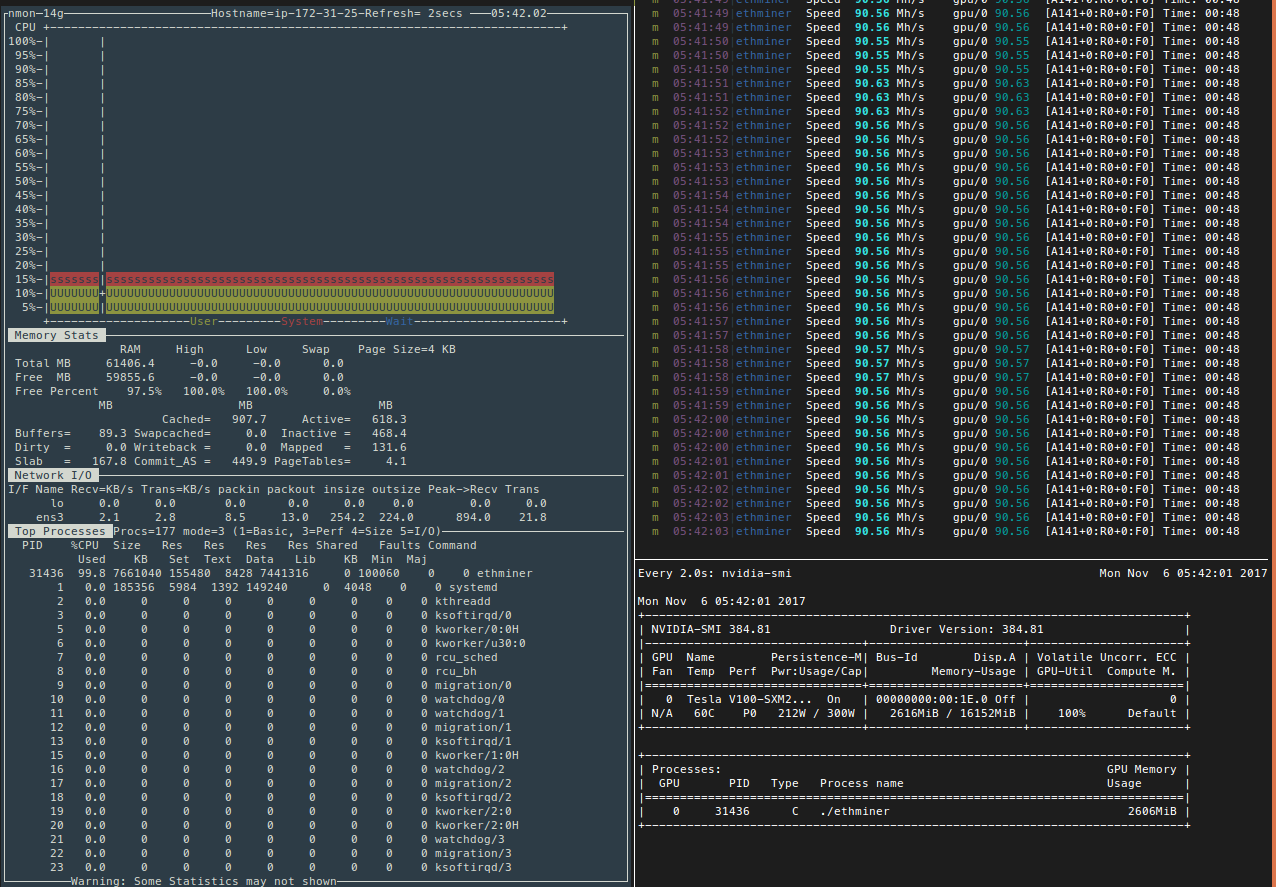 nmon-14g Hostname=ip-172-31-25-Refresh= 2secs 05:42.02
CPU +
100%-|
95%-|
90%-|
85%-|
80%-|
75%-|
70%-|
65%-|
60%-|
55%-|
50%-|
45%-|
40%-|
35%-|
30%-|
25%-|
20%-|
15%-|sssssss|ssssssssssssssssssssssssssssssssssssssssssssssssssssssssssssssss
10%-|UUUUUUU+UUUUUUUUUUUUUUUUUUUUUUUUUUUUUUUUUUUUUUUUUUUUUUUUUUUUUUUUUUUUUUUU
5%-|UUUUUUU|UUUUUUUUUUUUUUUUUUUUUUUUUUUUUUUUUUUUUUUUUUUUUUUUUUUUUUUUUUUUUUUU
+User System Wait+
Memory Stats
RAM High Low Swap Page Size=4 KB
Total MB 61406.4 -0.0 -0.0 0.0
Free MB 59855.6 -0.0 -0.0 0.0
Free Percent 97.5% 100.0% 100.0% 0.0%
MB MB MB
Cached= 907.7 Active= 618.3
Buffers= 89.3 Swapcached= 0.0 Inactive = 468.4
Dirty = 0.0 Writeback = 0.0 Mapped = 131.6
Slab = 167.8 Commit_AS = 449.9 PageTables= 4.1
Network I/O
I/F Name Recv=KB/s Trans=KB/s packin packout insize outsize Peak->Recv Trans
lo 0.0 0.0 0.0 0.0 0.0 0.0 0.0 0.0
ens3 2.1 2.8 8.5 13.0 254.2 224.0 894.0 21.8
Top Processes Procs=177 mode=3 (1=Basic, 3=Perf 4=Size 5=I/O)
PID %CPU Size Res Res Res Res Shared Faults Command
Used KB Set Text Data Lib KB Min Maj
31436 99.8 7661040 155480 8428 7441316 0 100060 0 0 ethminer
1 0.0 185356 5984 1392 149240 0 4048 0 0 systemd
2 0.0 0 0 0 0 0 0 0 0 kthreadd
3 0.0 0 0 0 0 0 0 0 0 ksoftirqd/0
5 0.0 0 0 0 0 0 0 0 0 kworker/0:0H
6 0.0 0 0 0 0 0 0 0 0 kworker/u30:0
7 0.0 0 0 0 0 0 0 0 0 rcu_sched
8 0.0 0 0 0 0 0 0 0 0 rcu_bh
9 0.0 0 0 0 0 0 0 0 0 migration/0
10 0.0 0 0 0 0 0 0 0 0 watchdog/0
11 0.0 0 0 0 0 0 0 0 0 watchdog/1
12 0.0 0 0 0 0 0 0 0 0 migration/1
13 0.0 0 0 0 0 0 0 0 0 ksoftirqd/1
15 0.0 0 0 0 0 0 0 0 0 kworker/1:0H
16 0.0 0 0 0 0 0 0 0 0 watchdog/2
17 0.0 0 0 0 0 0 0 0 0 migration/2
18 0.0 0 0 0 0 0 0 0 0 ksoftirqd/2
19 0.0 0 0 0 0 0 0 0 0 kworker/2:0
20 0.0 0 0 0 0 0 0 0 0 kworker/2:0H
21 0.0 0 0 0 0 0 0 0 0 watchdog/3
22 0.0 0 0 0 0 0 0 0 0 migration/3
23 0.0 0 0 0 0 0 0 0 0 ksoftirqd/3
Warning: Some Statistics may not shown
m 05:41:49|ethminer Speed 90.56 Mh/s gpu/0 90.56 [A141+0:R0+0:F0] Time: 00:48
m 05:41:49|ethminer Speed 90.56 Mh/s gpu/0 90.56 [A141+0:R0+0:F0] Time: 00:48
m 05:41:49|ethminer Speed 90.56 Mh/s gpu/0 90.56 [A141+0:R0+0:F0] Time: 00:48
m 05:41:50|ethminer Speed 90.55 Mh/s gpu/0 90.55 [A141+0:R0+0:F0] Time: 00:48
m 05:41:50|ethminer Speed 90.55 Mh/s gpu/0 90.55 [A141+0:R0+0:F0] Time: 00:48
m 05:41:50|ethminer Speed 90.55 Mh/s gpu/0 90.55 [A141+0:R0+0:F0] Time: 00:48
m 05:41:51|ethminer Speed 90.63 Mh/s gpu/0 90.63 [A141+0:R0+0:F0] Time: 00:48
m 05:41:51|ethminer Speed 90.63 Mh/s gpu/0 90.63 [A141+0:R0+0:F0] Time: 00:48
m 05:41:52|ethminer Speed 90.63 Mh/s gpu/0 90.63 [A141+0:R0+0:F0] Time: 00:48
m 05:41:52|ethminer Speed 90.56 Mh/s gpu/0 90.56 [A141+0:R0+0:F0] Time: 00:48
m 05:41:52|ethminer Speed 90.56 Mh/s gpu/0 90.56 [A141+0:R0+0:F0] Time: 00:48
m 05:41:53|ethminer Speed 90.56 Mh/s gpu/0 90.56 [A141+0:R0+0:F0] Time: 00:48
m 05:41:53|ethminer Speed 90.56 Mh/s gpu/0 90.56 [A141+0:R0+0:F0] Time: 00:48
m 05:41:54|ethminer Speed 90.56 Mh/s gpu/0 90.56 [A141+0:R0+0:F0] Time: 00:48
m 05:41:54|ethminer Speed 90.56 Mh/s gpu/0 90.56 [A141+0:R0+0:F0] Time: 00:48
m 05:41:54|ethminer Speed 90.56 Mh/s gpu/0 90.56 [A141+0:R0+0:F0] Time: 00:48
m 05:41:55|ethminer Speed 90.56 Mh/s gpu/0 90.56 [A141+0:R0+0:F0] Time: 00:48
m 05:41:55|ethminer Speed 90.56 Mh/s gpu/0 90.56 [A141+0:R0+0:F0] Time: 00:48
m 05:41:55|ethminer Speed 90.56 Mh/s gpu/0 90.56 [A141+0:R0+0:F0] Time: 00:48
m 05:41:56|ethminer Speed 90.56 Mh/s gpu/0 90.56 [A141+0:R0+0:F0] Time: 00:48
m 05:41:56|ethminer Speed 90.56 Mh/s gpu/0 90.56 [A141+0:R0+0:F0] Time: 00:48
m 05:41:56|ethminer Speed 90.56 Mh/s gpu/0 90.56 [A141+0:R0+0:F0] Time: 00:48
m 05:41:57|ethminer Speed 90.56 Mh/s gpu/0 90.56 [A141+0:R0+0:F0] Time: 00:48
m 05:41:57|ethminer Speed 90.56 Mh/s gpu/0 90.56 [A141+0:R0+0:F0] Time: 00:48
m 05:41:58|ethminer Speed 90.57 Mh/s gpu/0 90.57 [A141+0:R0+0:F0] Time: 00:48
m 05:41:58|ethminer Speed 90.57 Mh/s gpu/0 90.57 [A141+0:R0+0:F0] Time: 00:48
m 05:41:58|ethminer Speed 90.57 Mh/s gpu/0 90.57 [A141+0:R0+0:F0] Time: 00:48
m 05:41:59|ethminer Speed 90.56 Mh/s gpu/0 90.56 [A141+0:R0+0:F0] Time: 00:48
m 05:41:59|ethminer Speed 90.56 Mh/s gpu/0 90.56 [A141+0:R0+0:F0] Time: 00:48
m 05:42:00|ethminer Speed 90.56 Mh/s gpu/0 90.56 [A141+0:R0+0:F0] Time: 00:48
m 05:42:00|ethminer Speed 90.56 Mh/s gpu/0 90.56 [A141+0:R0+0:F0] Time: 00:48
m 05:42:00|ethminer Speed 90.56 Mh/s gpu/0 90.56 [A141+0:R0+0:F0] Time: 00:48
m 05:42:01|ethminer Speed 90.56 Mh/s gpu/0 90.56 [A141+0:R0+0:F0] Time: 00:48
m 05:42:01|ethminer Speed 90.56 Mh/s gpu/0 90.56 [A141+0:R0+0:F0] Time: 00:48
m 05:42:02|ethminer Speed 90.56 Mh/s gpu/0 90.56 [A141+0:R0+0:F0] Time: 00:48
m 05:42:02|ethminer Speed 90.56 Mh/s gpu/0 90.56 [A141+0:R0+0:F0] Time: 00:48
m 05:42:03|ethminer Speed 90.56 Mh/s gpu/0 90.56 [A141+0:R0+0:F0] Time: 00:48
m 05:42:03|ethminer Speed 90.56 Mh/s gpu/0 90.56 [A141+0:R0+0:F0] Time: 00:48
Every 2.0s: nvidia-smi Mon Nov 6 05:42:01 2017
Mon Nov 6 05:42:01 2017
| NVIDIA-SMI 384.81 Driver Version: 384.81 |
| GPU Name Persistence-M| Bus-Id Disp.A | Volatile Uncorr. ECC |
| Fan Temp Perf Pwr:Usage/Cap| Memory-Usage | GPU-Util Compute M. |
| 0 Tesla V100-SXM2... On | 00000000:00:1E.0 Off | 0 |
| N/A 60C P0 212W / 300W | 2616MiB / 16152MiB | 100% Default |
| Processes: GPU Memory |
| GPU PID Type Process name Usage |
| 0 31436 C ./ethminer 2606MiB |